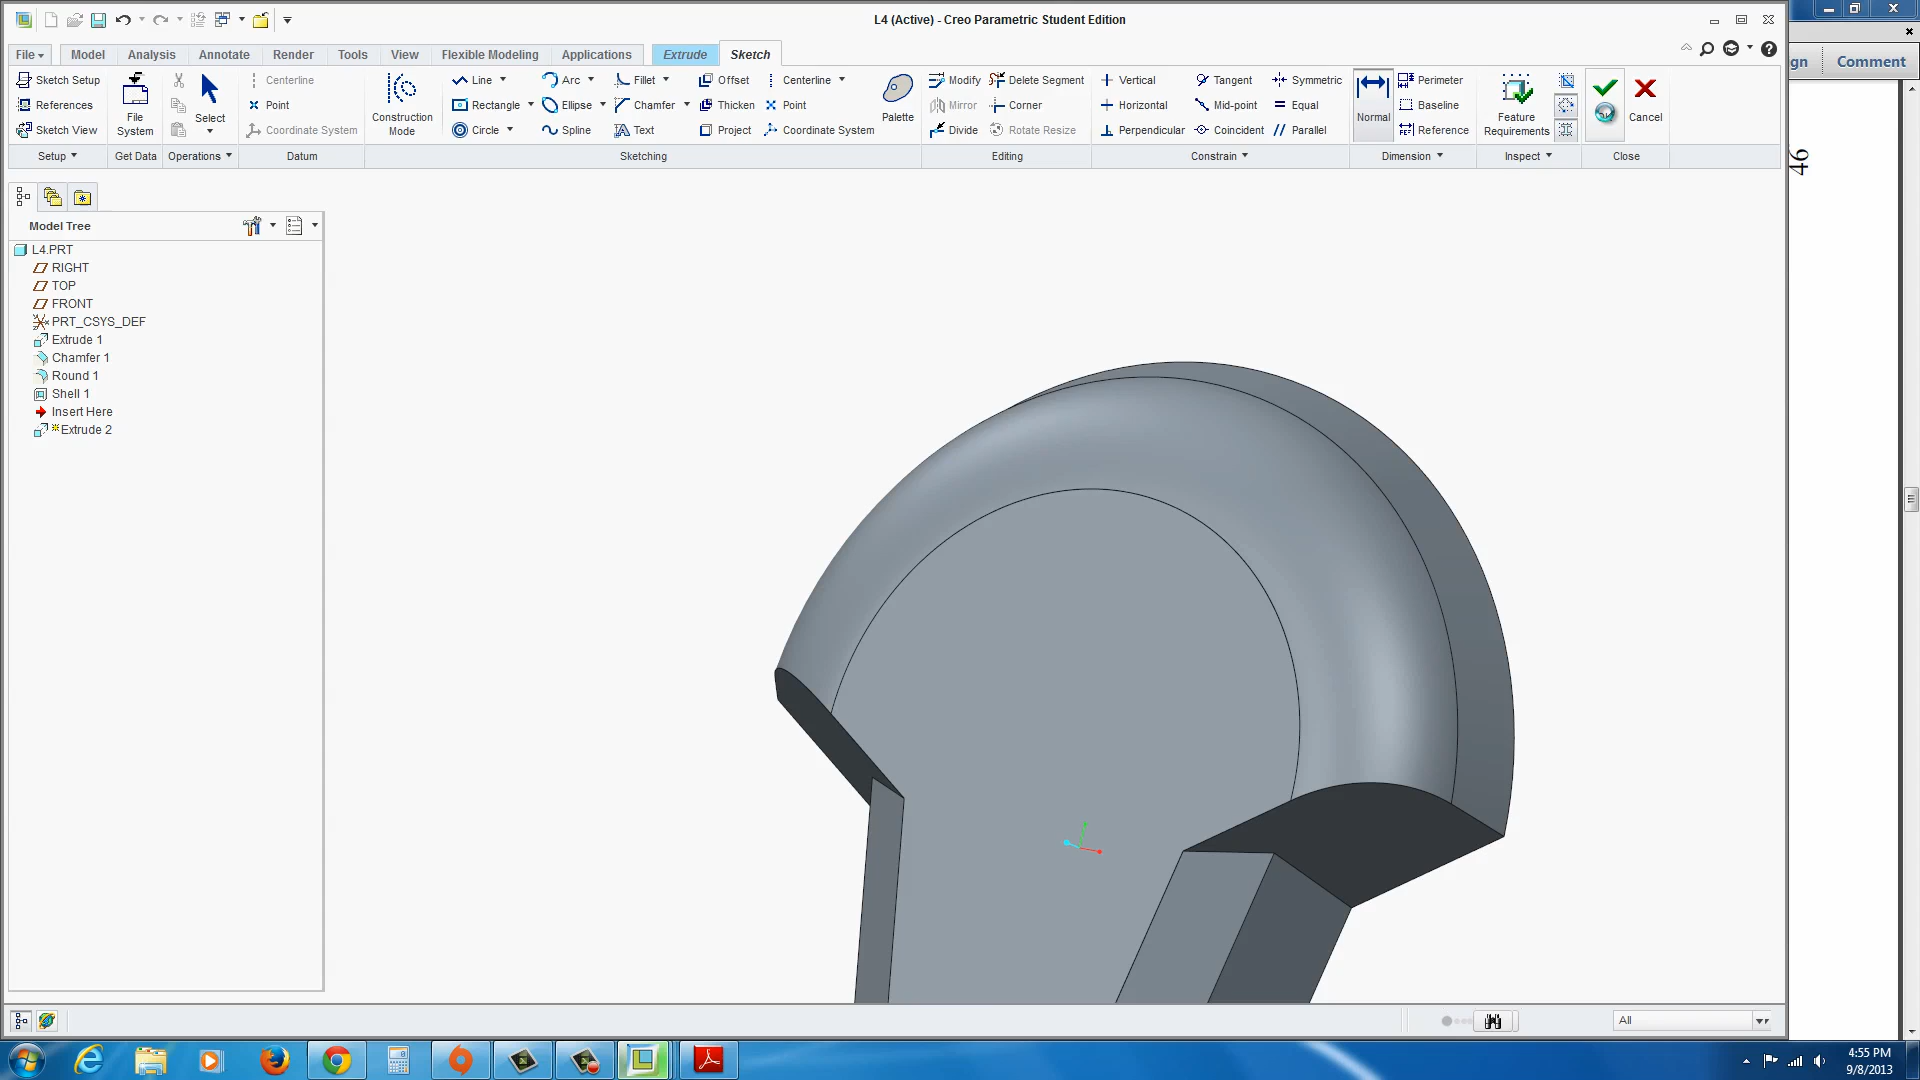 L4 (Active) - Creo Parametric Student Edition
File Model Analysis Annotate Render Tools View Flexible Modeling Applications Extrude Sketch
gn Comment
Sketch Setup Centerline Line Arc Fillet Offset Centerline Modify Delete Segment Vertical Tangent Symmetric Perimeter
References Point Rectangle Ellipse Chamfer Thicken Point Mirror Corner Horizontal Mid-point Equal Baseline
Sketch View Coordinate System Circle Spline Text Project Coordinate System Divide Rotate Resize Perpendicular Coincident Parallel Reference
File System Select Construction Mode Palette Normal Feature Requirements Cancel
Setup Get Data Operations Datum Sketching Editing Constrain Dimension Inspect Close
46
Model Tree
L4.PRT
RIGHT
TOP
FRONT
PRT_CSYS_DEF
Extrude 1
Chamfer 1
Round 1
Shell 1
Insert Here
Extrude 2
All
4:55 PM
9/8/2013